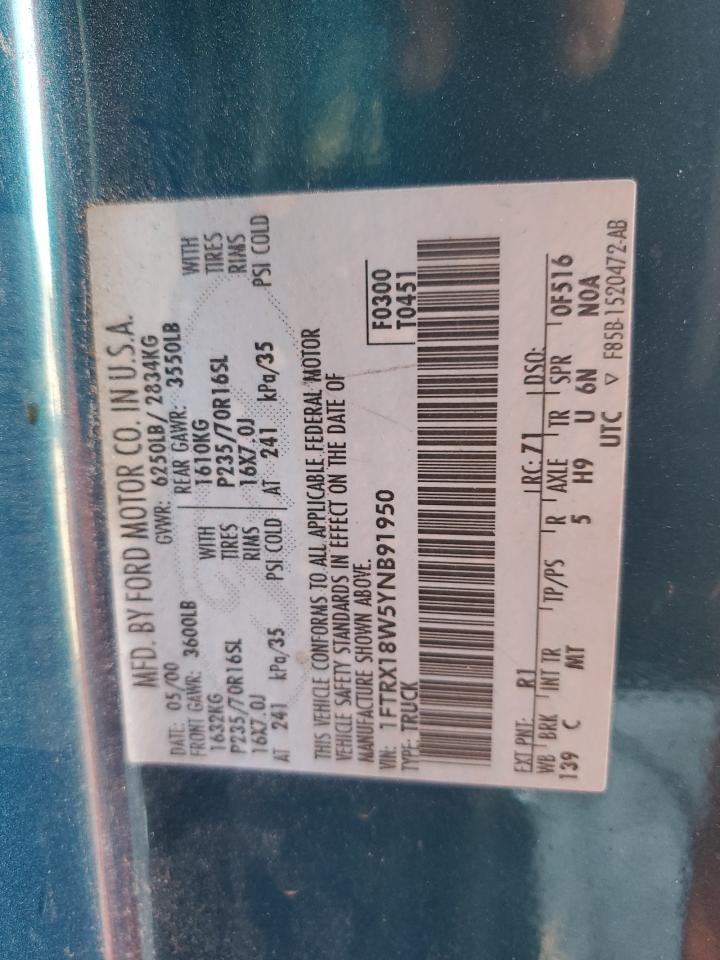 MFD. BY FORD MOTOR CO. IN U.S.A.
DATE: 05/00 GVWR: 6250LB/ 2834KG
FRONT GAWR: 3600LB REAR GAWR: 3550LB
1632KG WITH 1610KG WITH
P235/70R16SL TIRES P235/70R16SL TIRES
16X7.0J RIMS 16X7.0J RIMS
AT 241 kPa/35 PSI COLD AT 241 kPa/35 PSI COLD
THIS VEHICLE CONFORMS TO ALL APPLICABLE FEDERAL MOTOR
VEHICLE SAFETY STANDARDS IN EFFECT ON THE DATE OF
MANUFACTURE SHOWN ABOVE.
VIN: 1FTRX18W5YNB91950 F0300
TYPE: TRUCK T0451
EXT PNT: R1 RC: 71 DSO:
WB BRK INT TR TP/PS R AXLE TR SPR 0F516
139 C MT 5 H9 U 6N N0A
UTC ▽ F85B-1520472-AB